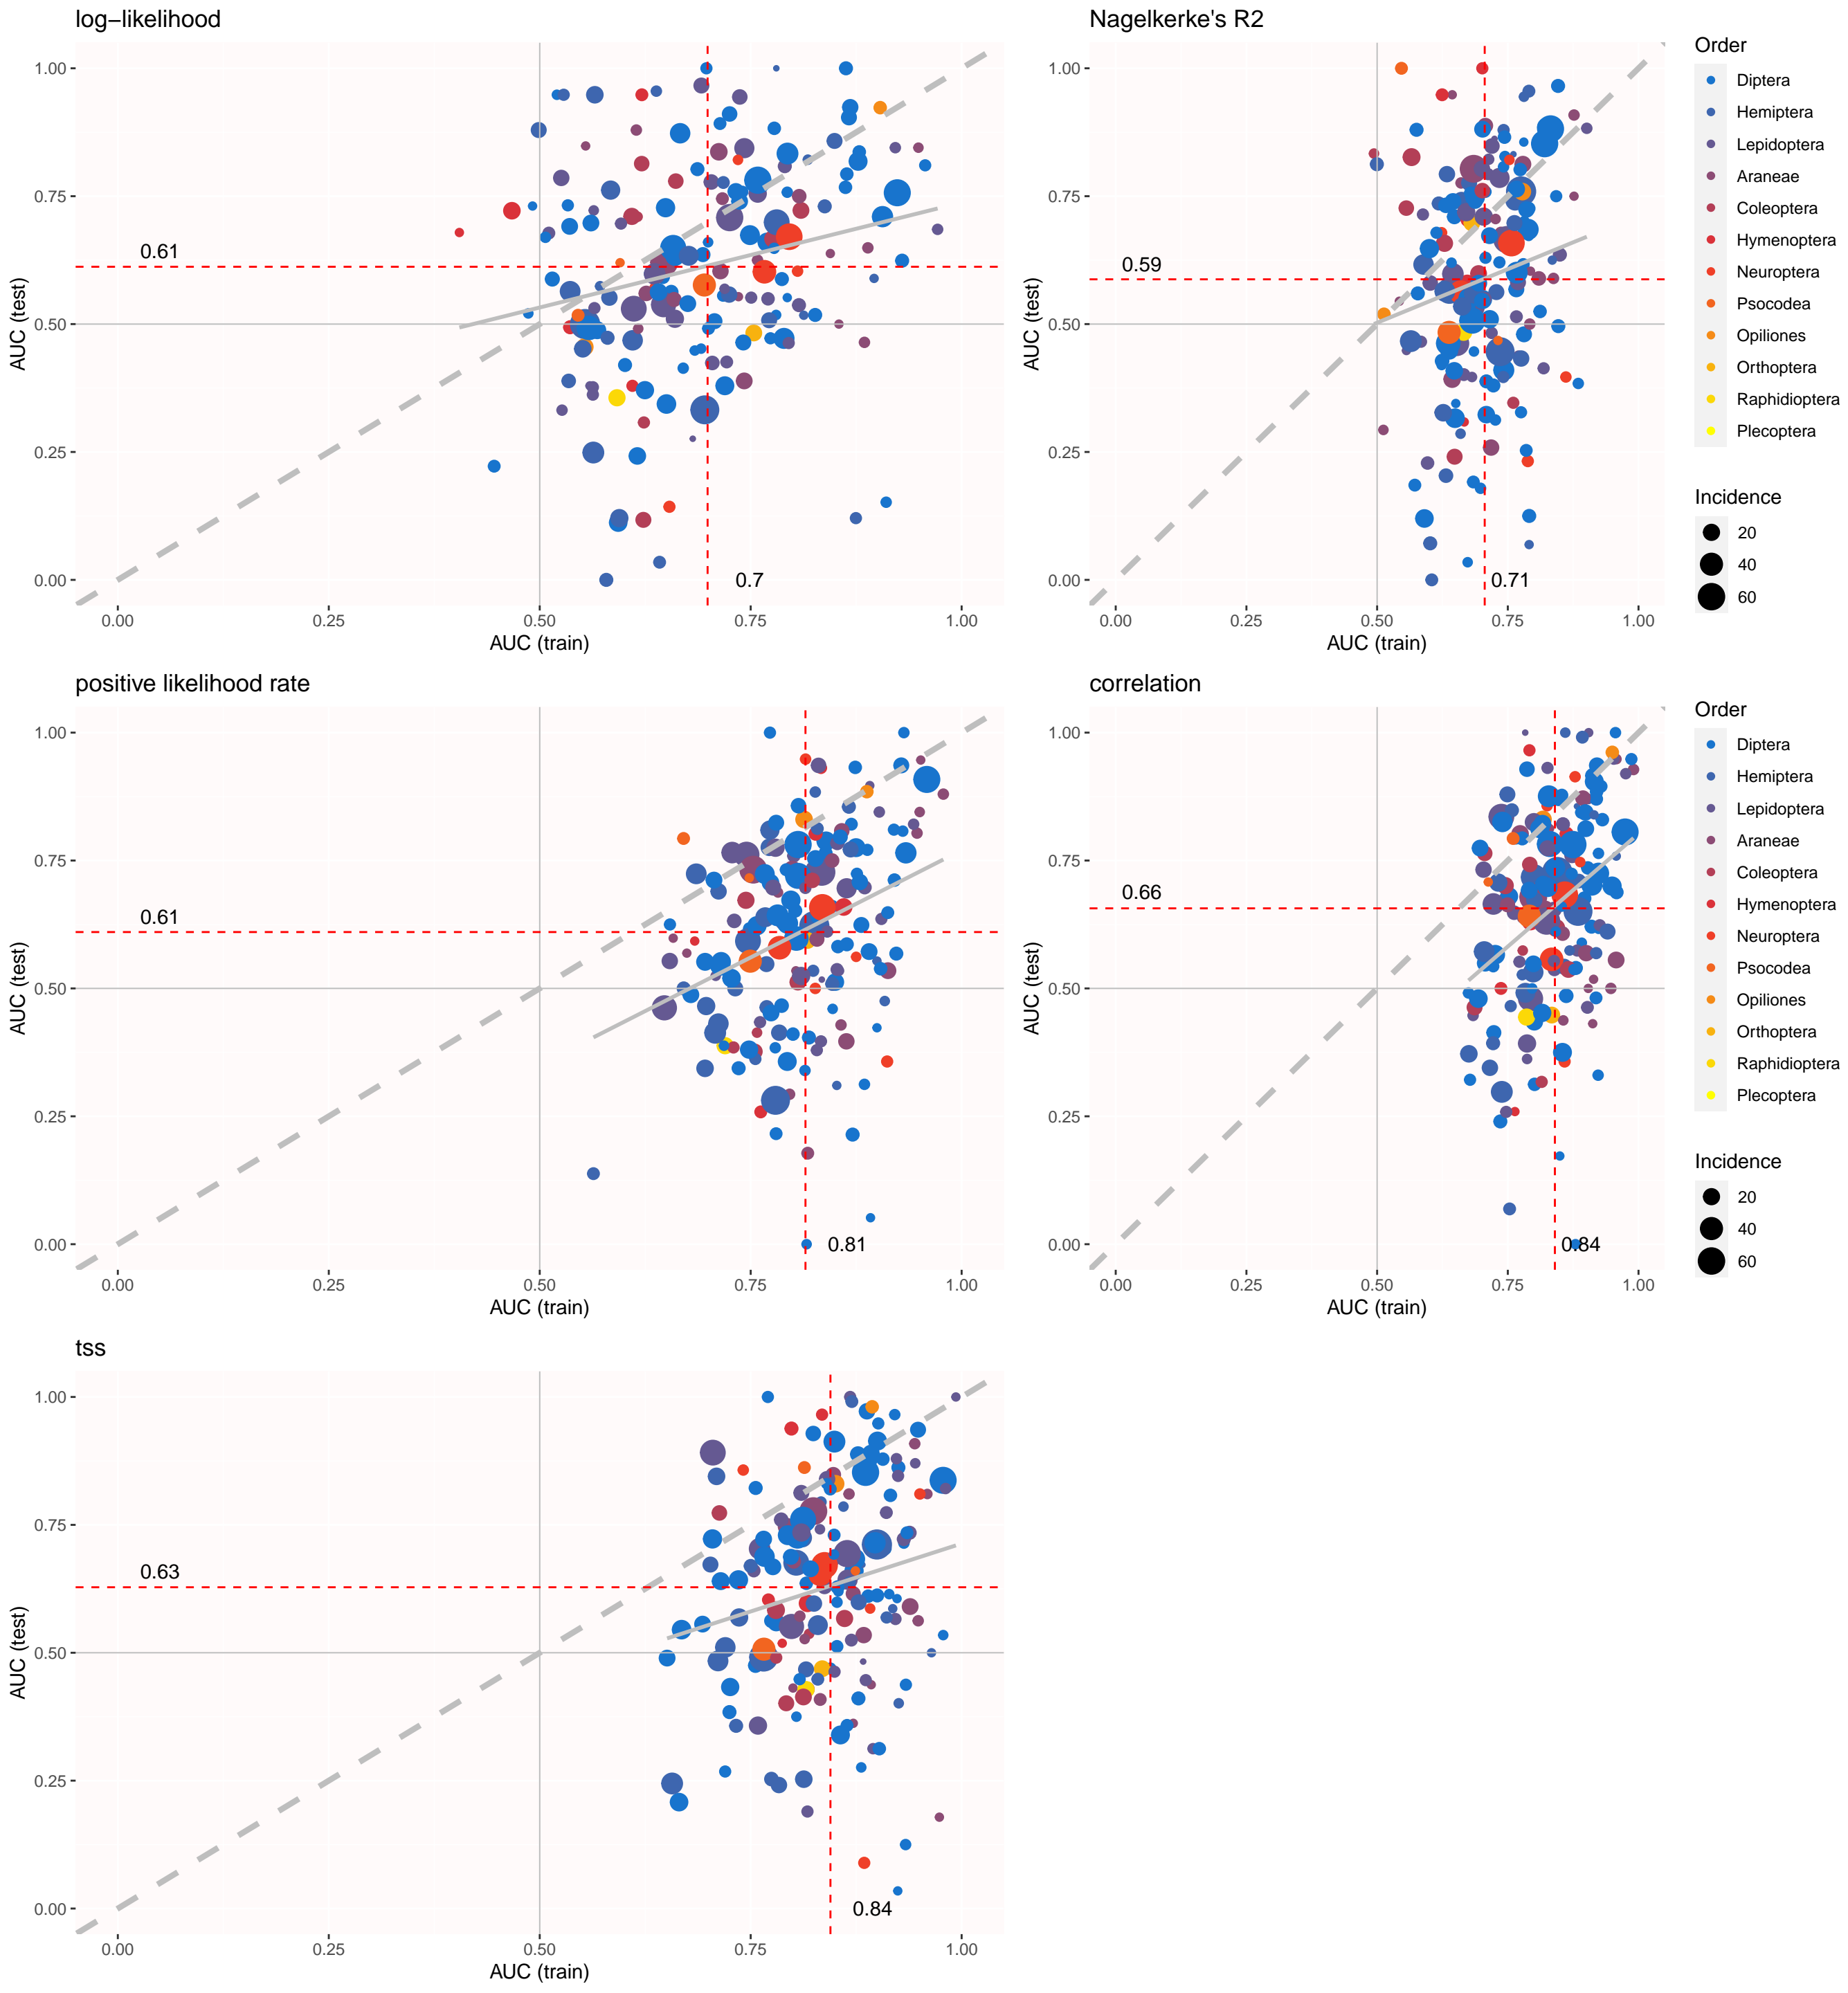 log−likelihood
1.00
0.75
0.50
0.25
0.00
AUC (test)
0.61
0.7
0.00 0.25 0.50 0.75 1.00
AUC (train)
Nagelkerke's R2
1.00
0.75
0.50
0.25
0.00
AUC (test)
0.59
0.71
0.00 0.25 0.50 0.75 1.00
AUC (train)
Order
Diptera
Hemiptera
Lepidoptera
Araneae
Coleoptera
Hymenoptera
Neuroptera
Psocodea
Opiliones
Orthoptera
Raphidioptera
Plecoptera
Incidence
20
40
60
positive likelihood rate
1.00
0.75
0.50
0.25
0.00
AUC (test)
0.61
0.81
0.00 0.25 0.50 0.75 1.00
AUC (train)
correlation
1.00
0.75
0.50
0.25
0.00
AUC (test)
0.66
0.84
0.00 0.25 0.50 0.75 1.00
AUC (train)
Order
Diptera
Hemiptera
Lepidoptera
Araneae
Coleoptera
Hymenoptera
Neuroptera
Psocodea
Opiliones
Orthoptera
Raphidioptera
Plecoptera
Incidence
20
40
60
tss
1.00
0.75
0.50
0.25
0.00
AUC (test)
0.63
0.84
0.00 0.25 0.50 0.75 1.00
AUC (train)